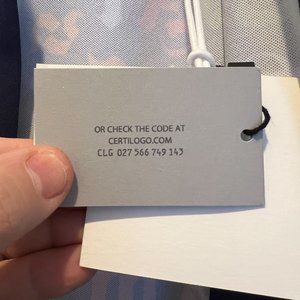 OR CHECK THE CODE AT
CERTILOGO.COM
CLG 027 566 749 143